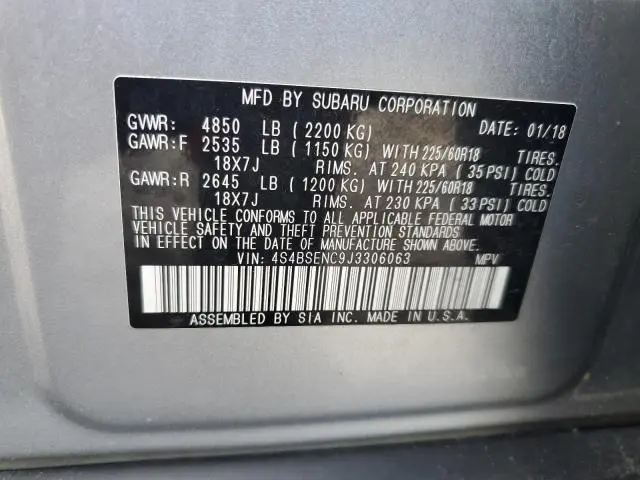 MFD BY SUBARU CORPORATION
GVWR: 4850 LB ( 2200 KG) DATE: 01/18
GAWR:F 2535 LB ( 1150 KG) WITH 225/60R18 TIRES.
18X7J RIMS. AT 240 KPA ( 35 PSI) COLD
GAWR:R 2645 LB ( 1200 KG) WITH 225/60R18 TIRES.
18X7J RIMS. AT 230 KPA ( 33 PSI) COLD
THIS VEHICLE CONFORMS TO ALL APPLICABLE FEDERAL MOTOR
VEHICLE SAFETY AND THEFT PREVENTION STANDARDS
IN EFFECT ON THE DATE OF MANUFACTURE SHOWN ABOVE.
VIN: 4S4BSENC9J3306063 MPV
ASSEMBLED BY SIA INC. MADE IN U.S.A.